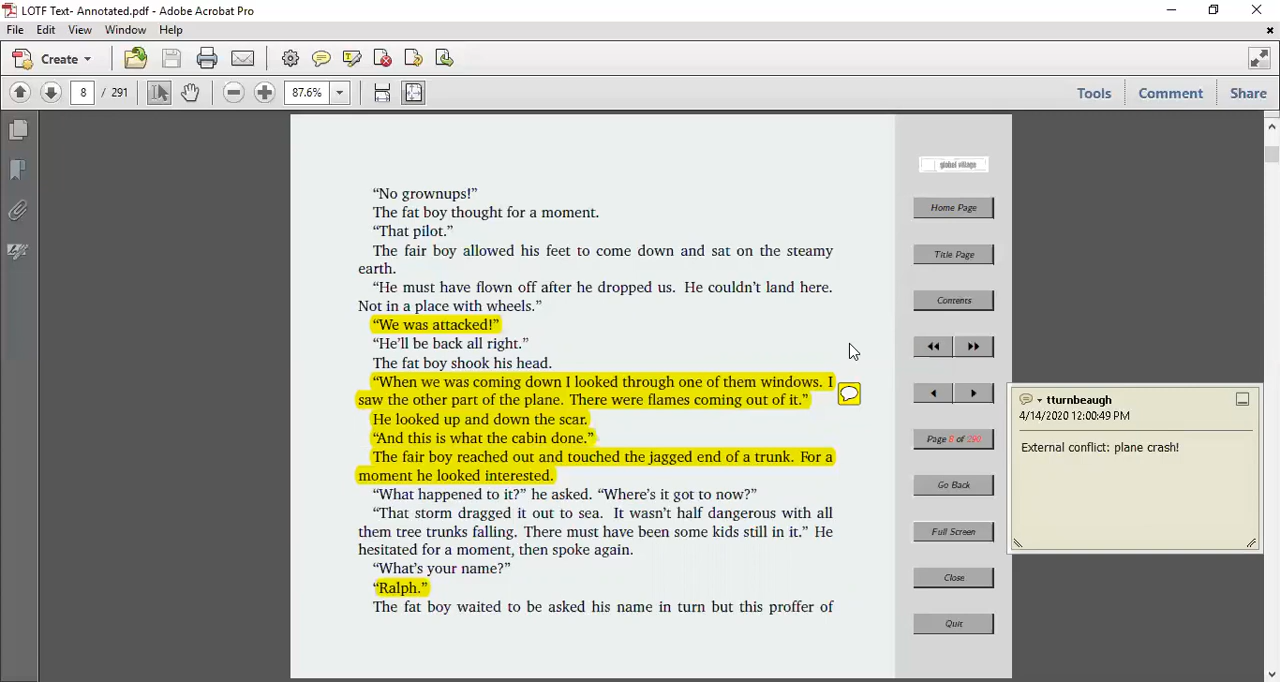 LOTF Text- Annotated.pdf - Adobe Acrobat Pro
File Edit View Window Help
Create
8 / 291 87.6% Tools Comment Share
“No grownups!”
The fat boy thought for a moment.
“That pilot.”
The fair boy allowed his feet to come down and sat on the steamy
earth.
“He must have flown off after he dropped us. He couldn’t land here.
Not in a place with wheels.”
“We was attacked!”
“He’ll be back all right.”
The fat boy shook his head.
“When we was coming down I looked through one of them windows. I
saw the other part of the plane. There were flames coming out of it.”
He looked up and down the scar.
“And this is what the cabin done.”
The fair boy reached out and touched the jagged end of a trunk. For a
moment he looked interested.
“What happened to it?” he asked. “Where’s it got to now?”
“That storm dragged it out to sea. It wasn’t half dangerous with all
them tree trunks falling. There must have been some kids still in it.” He
hesitated for a moment, then spoke again.
“What’s your name?”
“Ralph.”
The fat boy waited to be asked his name in turn but this proffer of
global village
Home Page
Title Page
Contents
Page 8 of 290
Go Back
Full Screen
Close
Quit
tturnbeaugh
4/14/2020 12:00:49 PM
External conflict: plane crash!